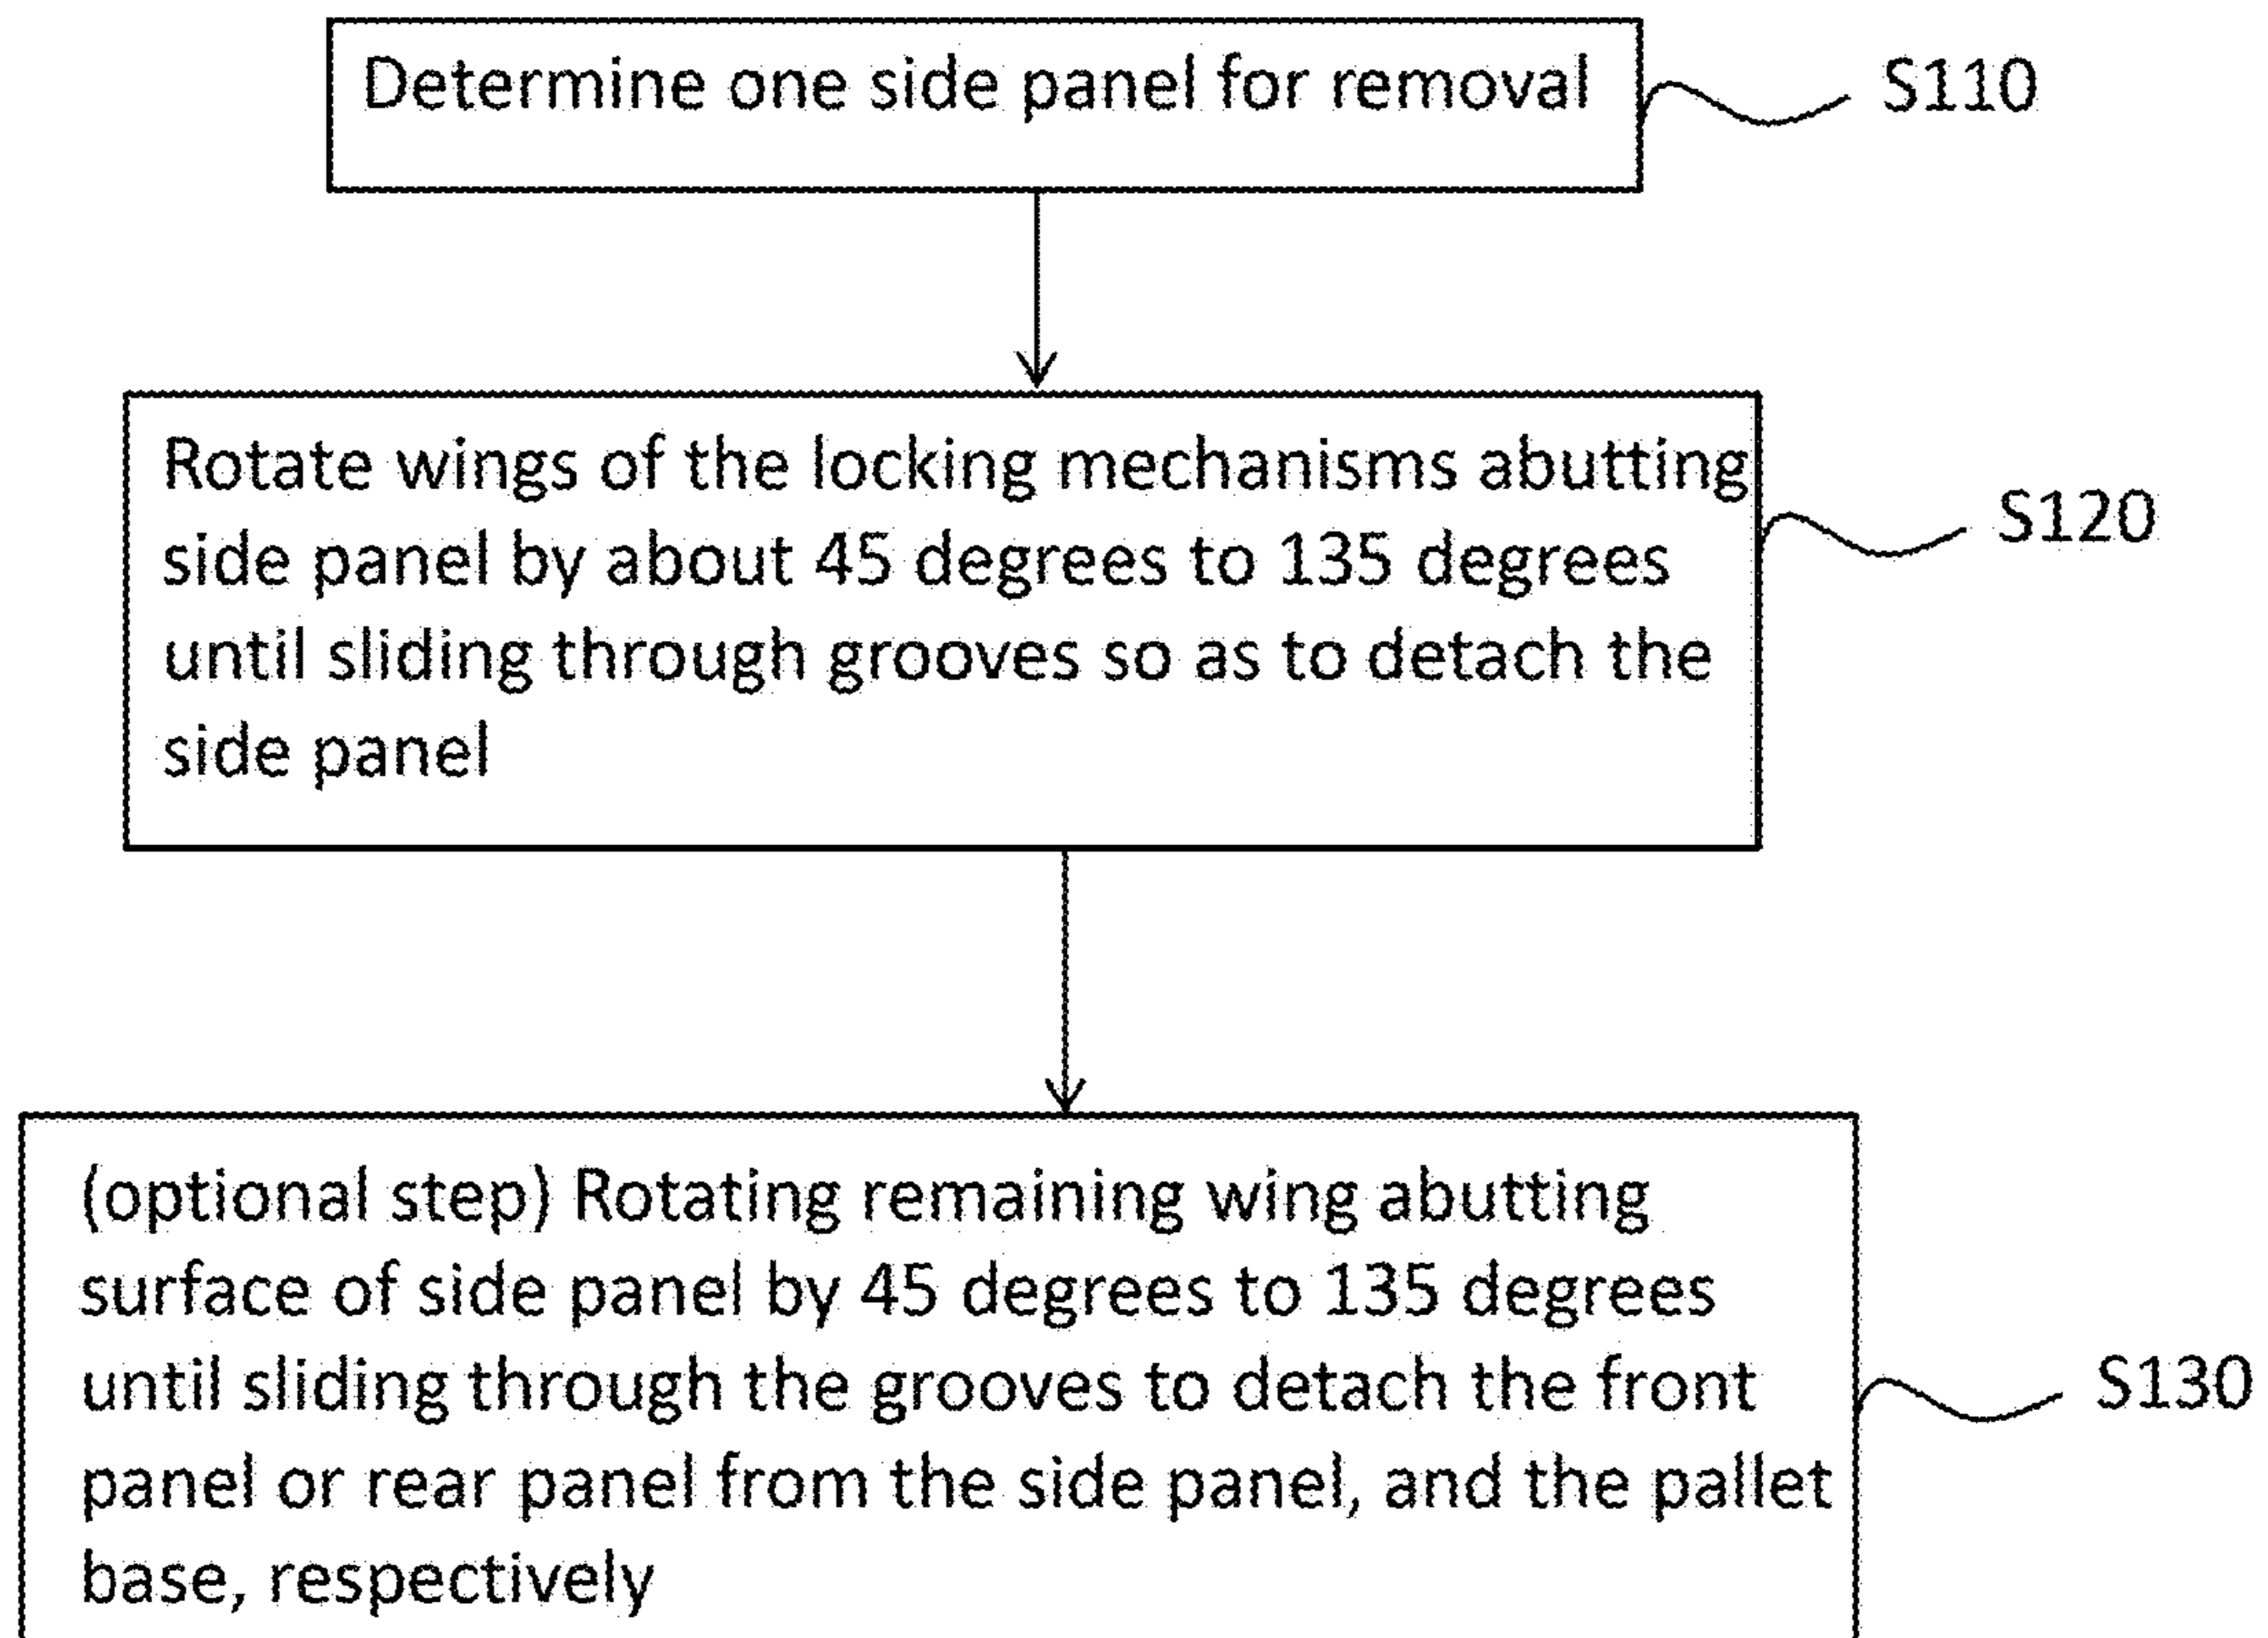 Determine one side panel for removal
S110
Rotate wings of the locking mechanisms abutting
side panel by about 45 degrees to 135 degrees
until sliding through grooves so as to detach the
side panel
S120
(optional step) Rotating remaining wing abutting
surface of side panel by 45 degrees to 135 degrees
until sliding through the grooves to detach the front
panel or rear panel from the side panel, and the pallet
base, respectively
S130